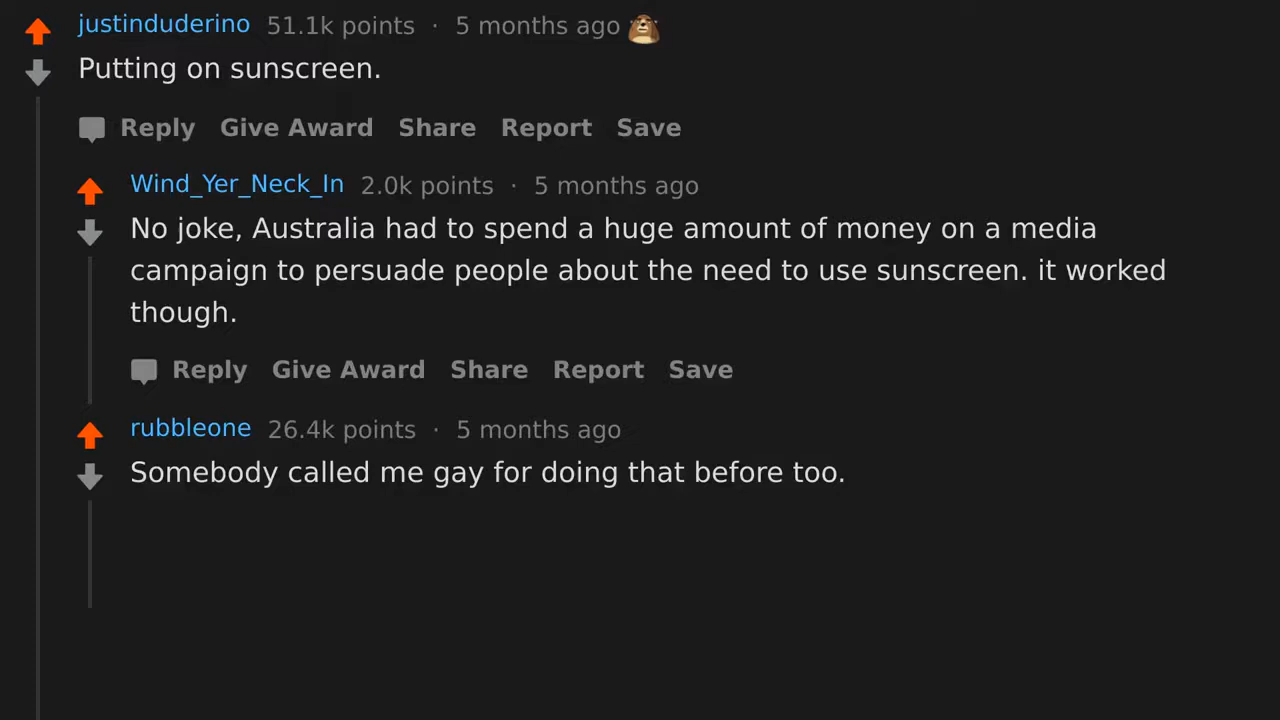 justinduderino 51.1k points · 5 months ago
Putting on sunscreen.
Reply Give Award Share Report Save
Wind_Yer_Neck_In 2.0k points · 5 months ago
No joke, Australia had to spend a huge amount of money on a media
campaign to persuade people about the need to use sunscreen. it worked
though.
Reply Give Award Share Report Save
rubbleone 26.4k points · 5 months ago
Somebody called me gay for doing that before too.